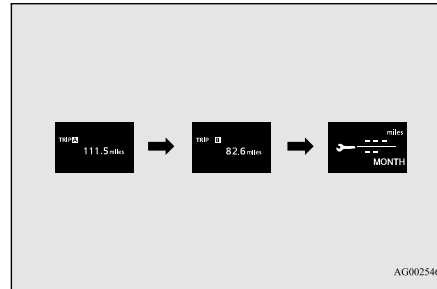 TRIP A
111.5 miles
TRIP B
82.6 miles
miles
---
--
MONTH
AG002546